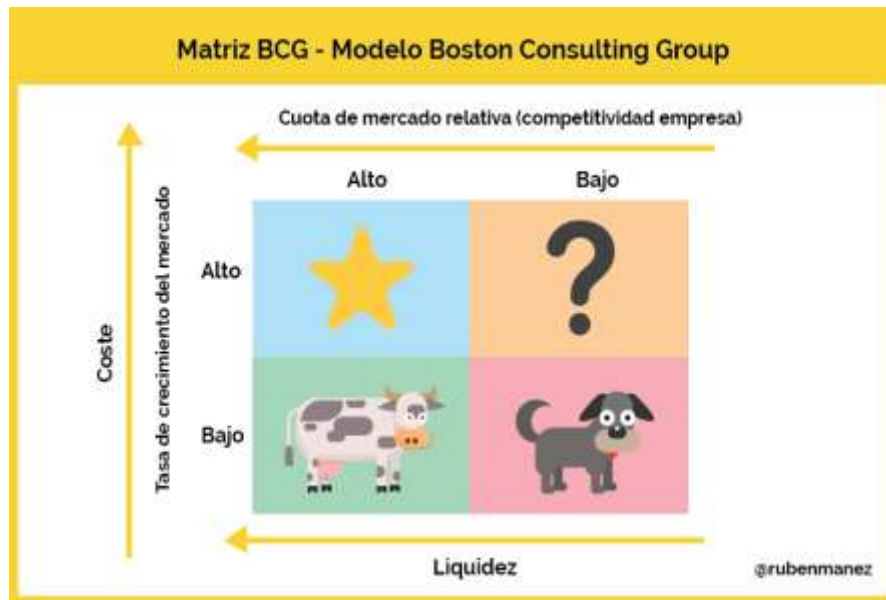 Matriz BCG - Modelo Boston Consulting Group
Cuota de mercado relativa (competitividad empresa)
Alto
Bajo
Coste
Tasa de crecimiento del mercado
Alto
?
Bajo
Liquidez
@rubenmanez